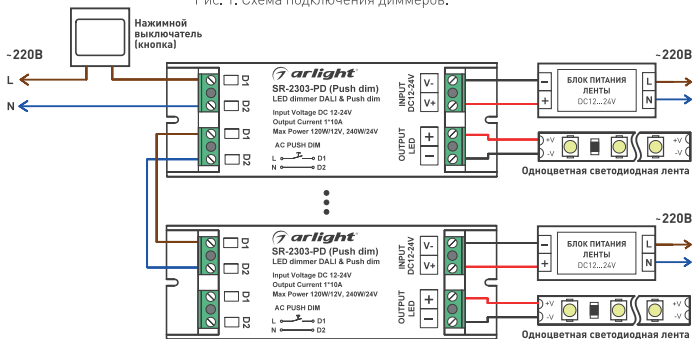 Рис. 1. Схема подключения диммеров.
Нажимной
выключатель
(кнопка)
~220В
L
N
D1
D2
D1
D2
arlight®
SR-2303-PD (Push dim)
LED dimmer DALI & Push dim
Input Voltage DC 12-24V
Output Current 1*10A
Max Power 120W/12V, 240W/24V
AC PUSH DIM
L D1
N D2
INPUT
DC12-24V
V-
V+
OUTPUT
LED
+
−
−
+
БЛОК ПИТАНИЯ
ЛЕНТЫ
DC12...24V
L
N
~220В
+V
-V
+V
-V
Одноцветная светодиодная лента
D1
D2
D1
D2
arlight®
SR-2303-PD (Push dim)
LED dimmer DALI & Push dim
Input Voltage DC 12-24V
Output Current 1*10A
Max Power 120W/12V, 240W/24V
AC PUSH DIM
L D1
N D2
INPUT
DC12-24V
V-
V+
OUTPUT
LED
+
−
−
+
БЛОК ПИТАНИЯ
ЛЕНТЫ
DC12...24V
L
N
~220В
+V
-V
+V
-V
Одноцветная светодиодная лента